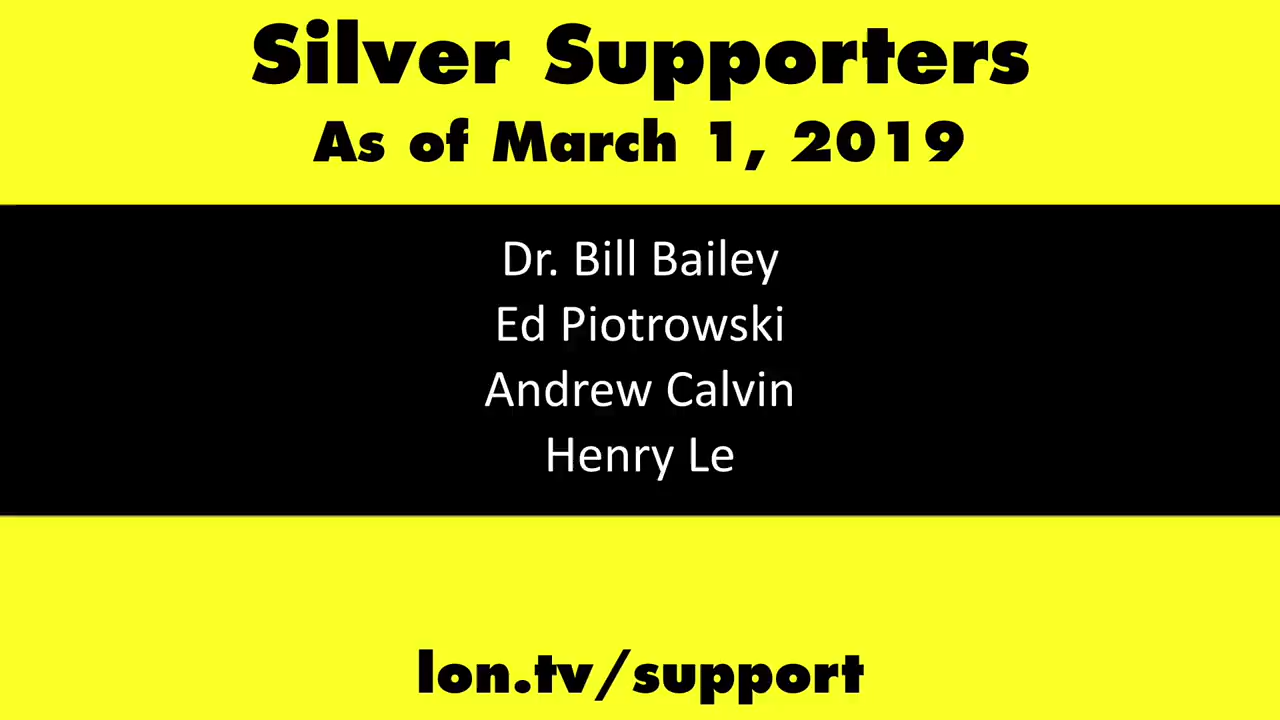 Silver Supporters
As of March 1, 2019
Dr. Bill Bailey
Ed Piotrowski
Andrew Calvin
Henry Le
lon.tv/support